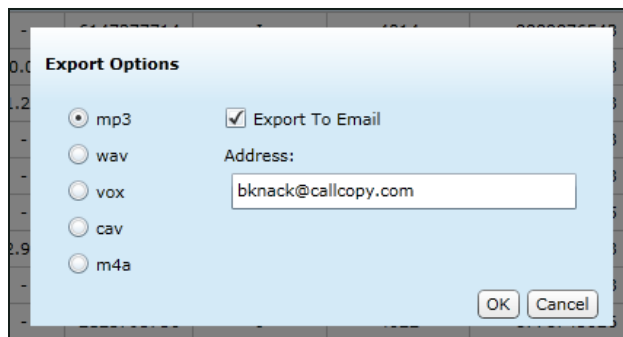 Export Options
mp3
Export To Email
wav
Address:
vox
bknack@callcopy.com
cav
m4a
OK
Cancel